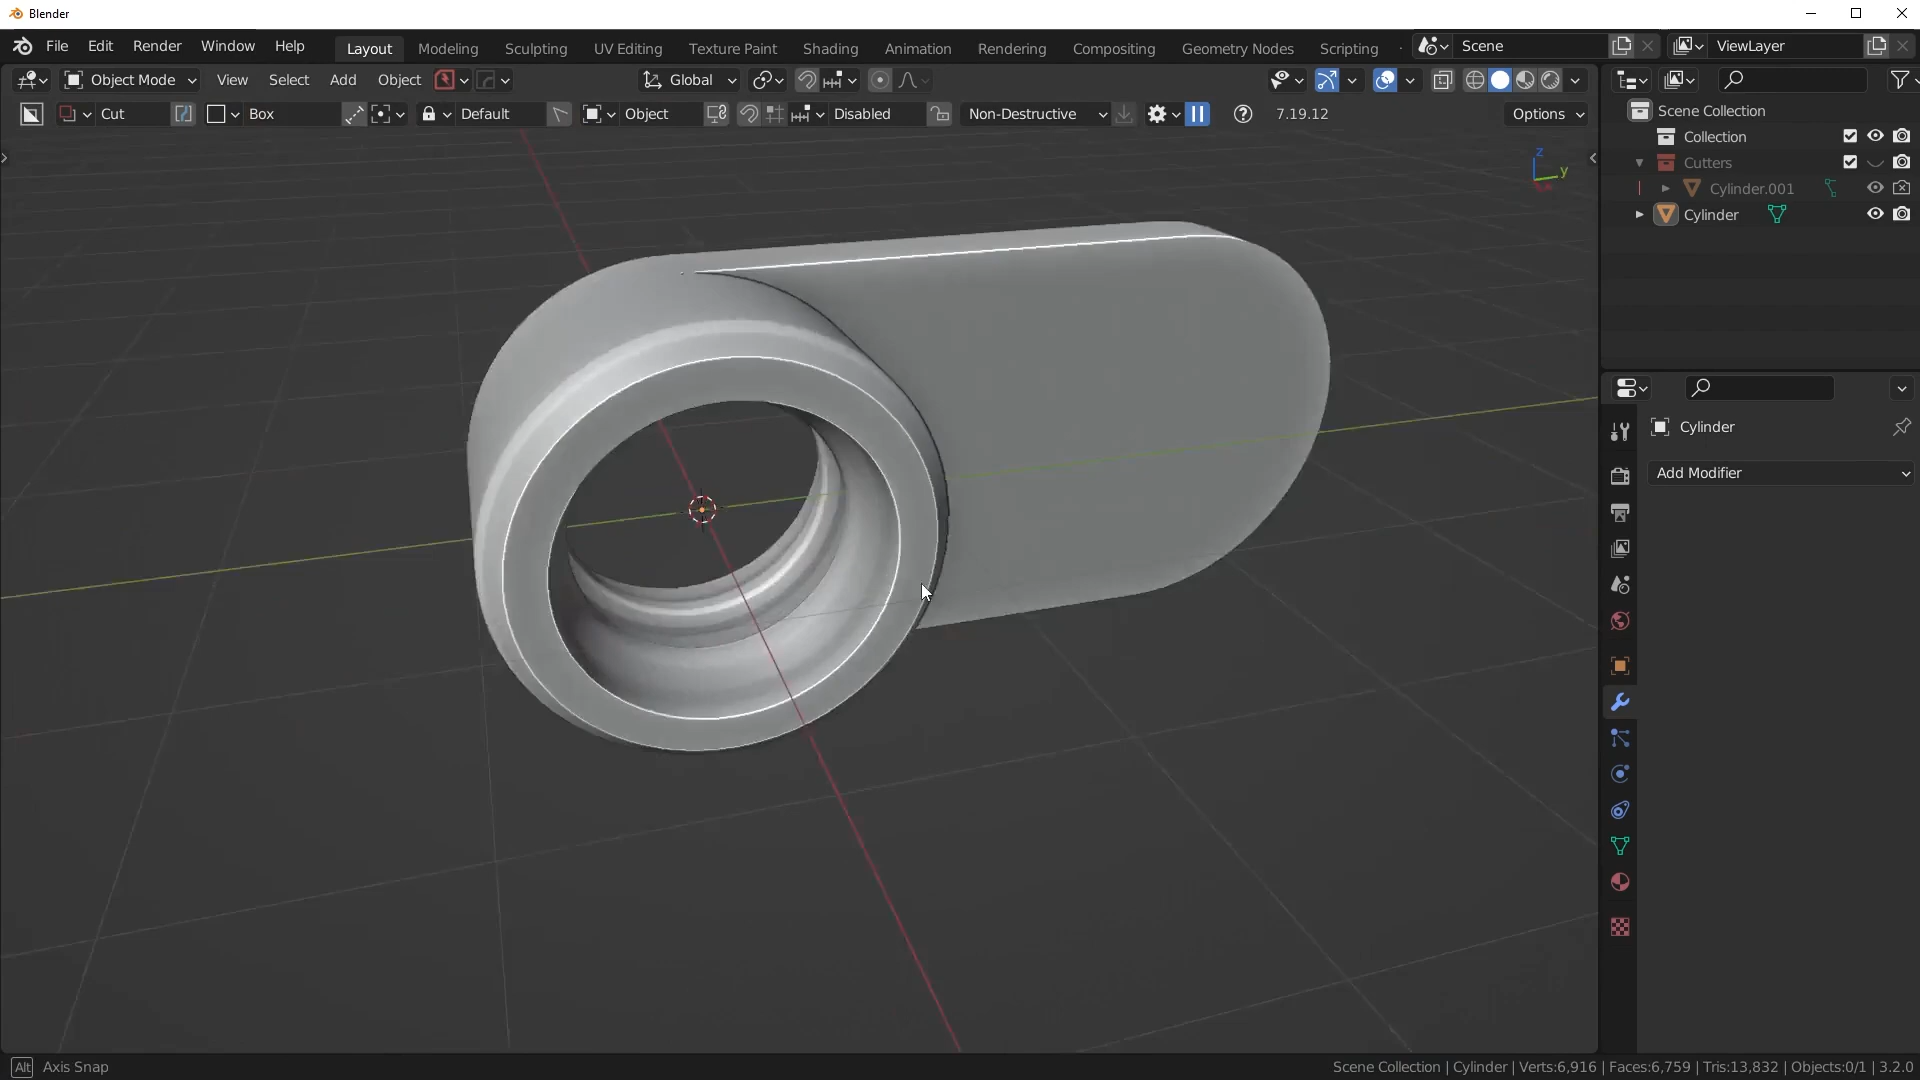 Blender
File Edit Render Window Help Layout Modeling Sculpting UV Editing Texture Paint Shading Animation Rendering Compositing Geometry Nodes Scripting Scene ViewLayer
Object Mode View Select Add Object Global
Cut Box Default Object Disabled Non-Destructive 7.19.12 Options
Scene Collection
Collection
Cutters
Cylinder.001
Cylinder
z
y
Cylinder
Add Modifier
Alt Axis Snap Scene Collection | Cylinder | Verts:6,916 | Faces:6,759 | Tris:13,832 | Objects:0/1 | 3.2.0